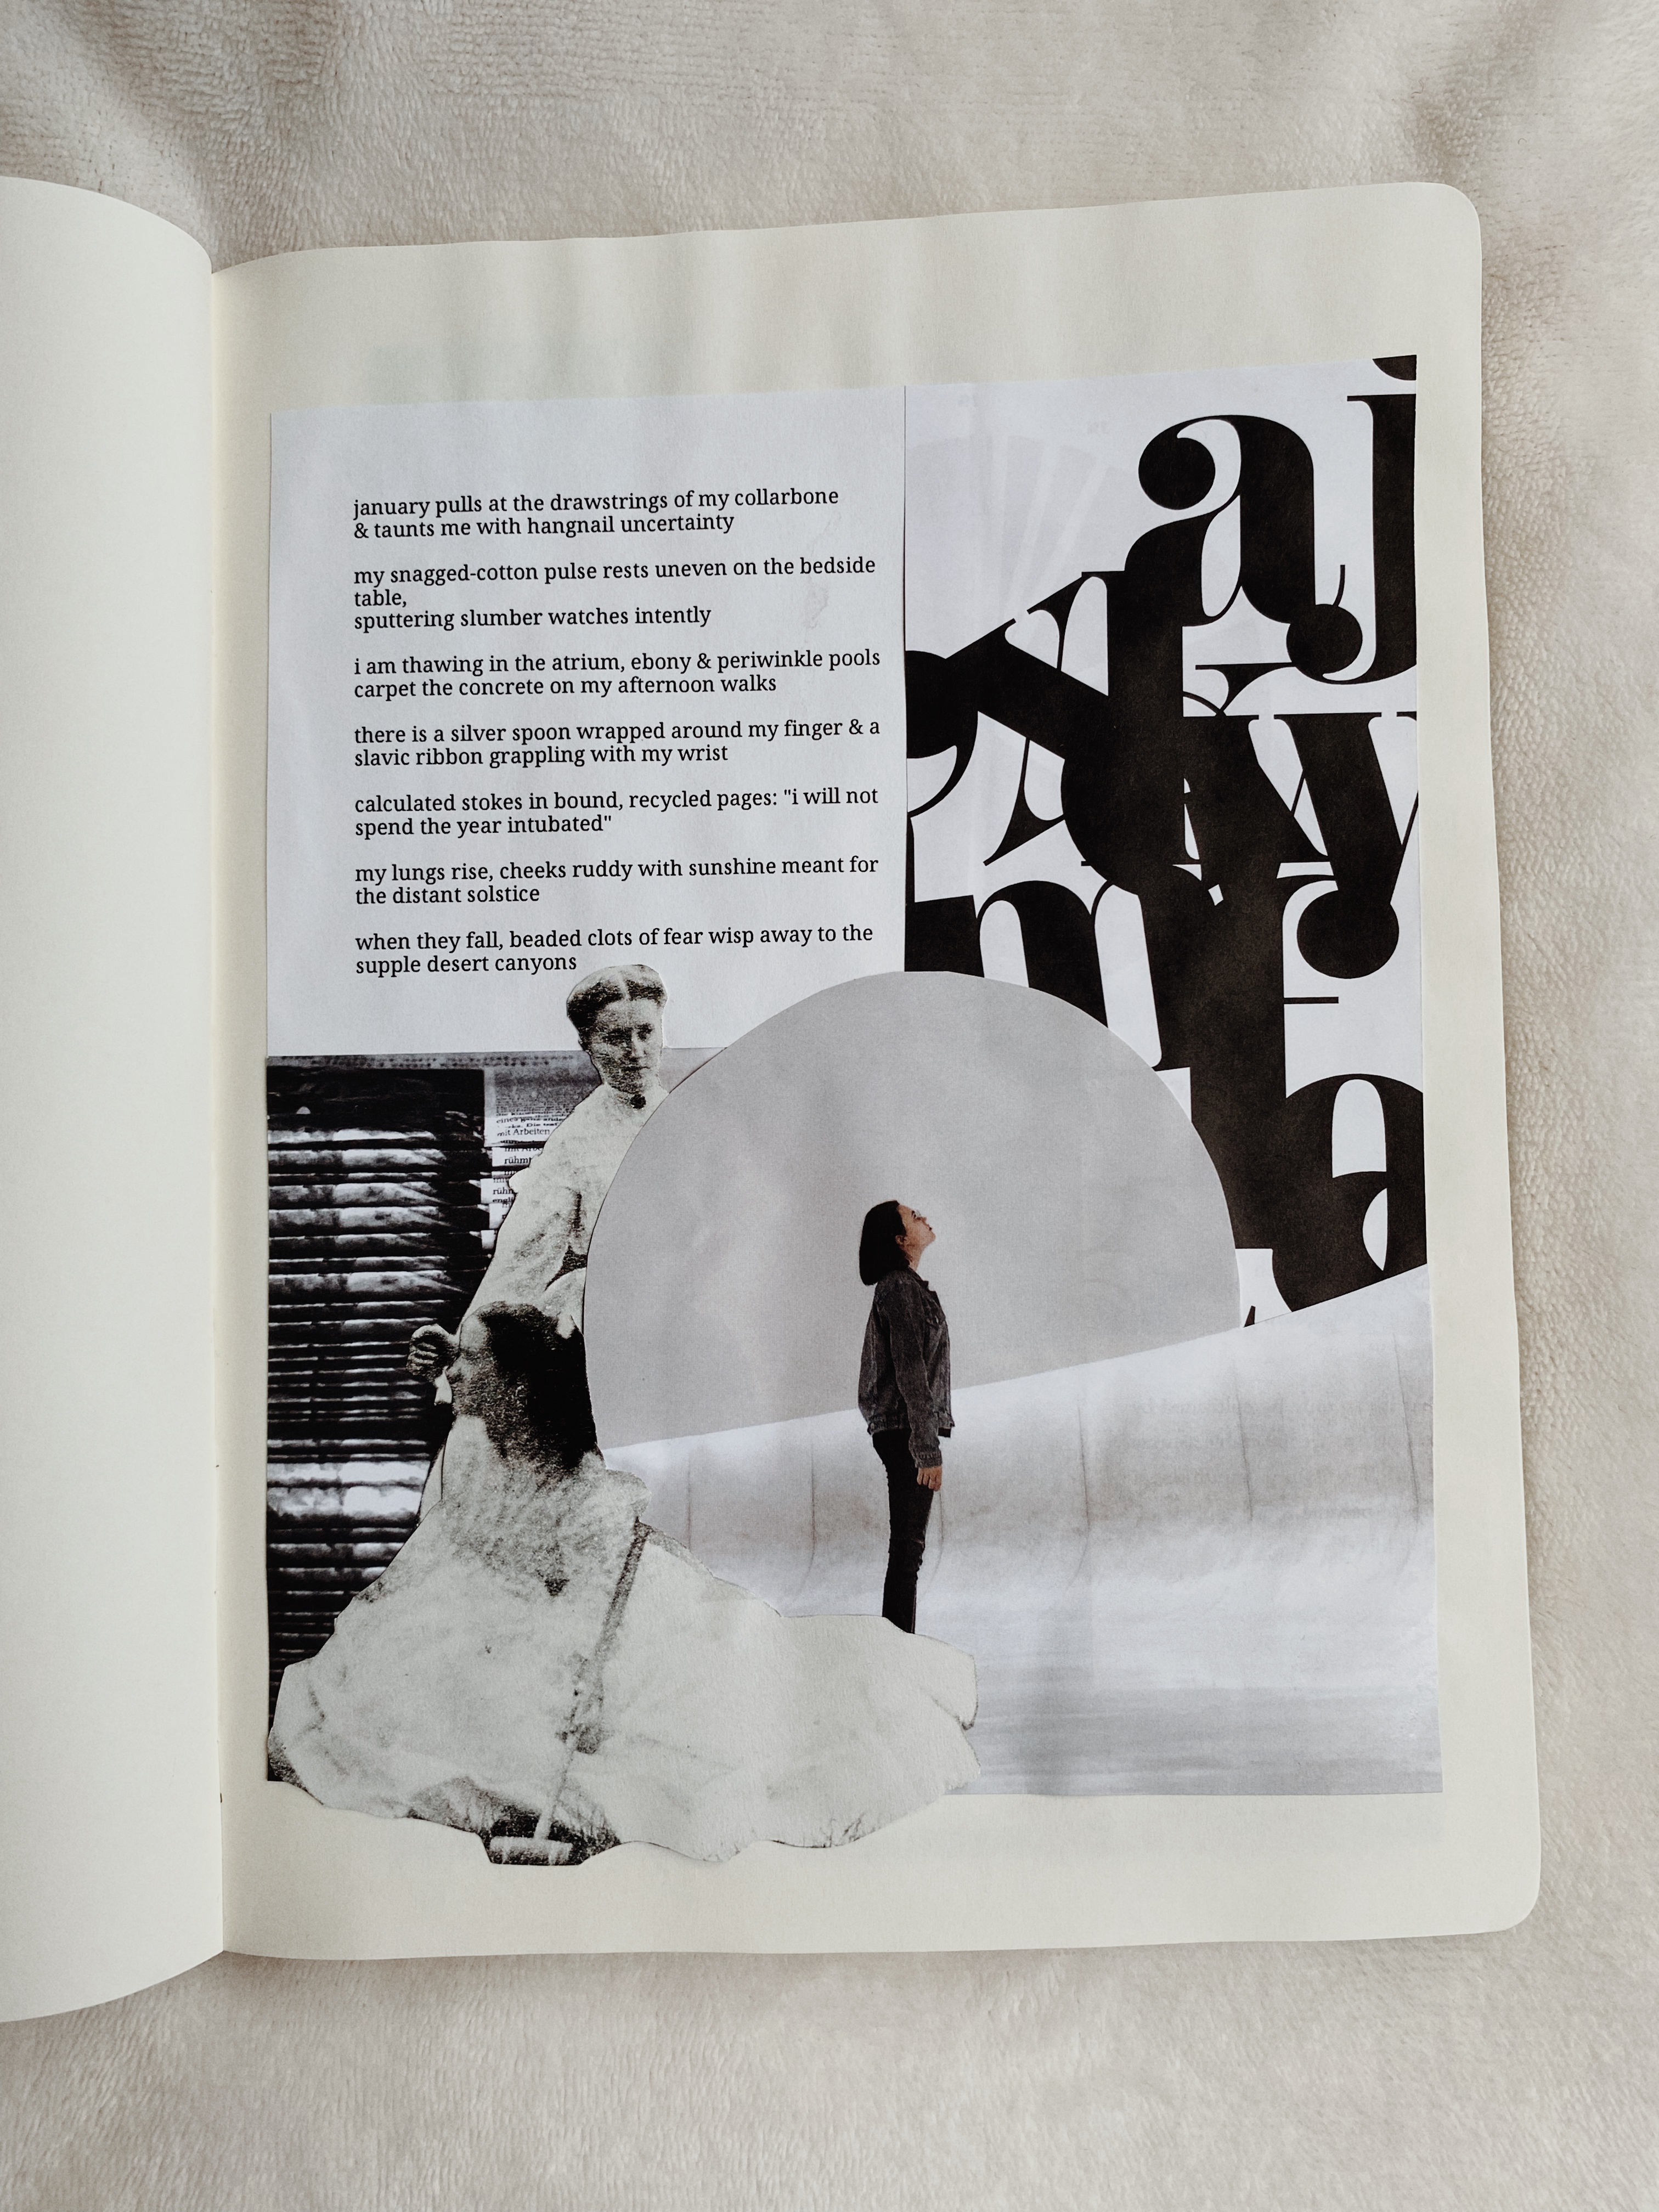 january pulls at the drawstrings of my collarbone
& taunts me with hangnail uncertainty
my snagged-cotton pulse rests uneven on the bedside
table,
sputtering slumber watches intently
i am thawing in the atrium, ebony & periwinkle pools
carpet the concrete on my afternoon walks
there is a silver spoon wrapped around my finger & a
slavic ribbon grappling with my wrist
calculated stokes in bound, recycled pages: "i will not
spend the year intubated"
my lungs rise, cheeks ruddy with sunshine meant for
the distant solstice
when they fall, beaded clots of fear wisp away to the
supple desert canyons
aj
y
m
a
mit Arbeiten